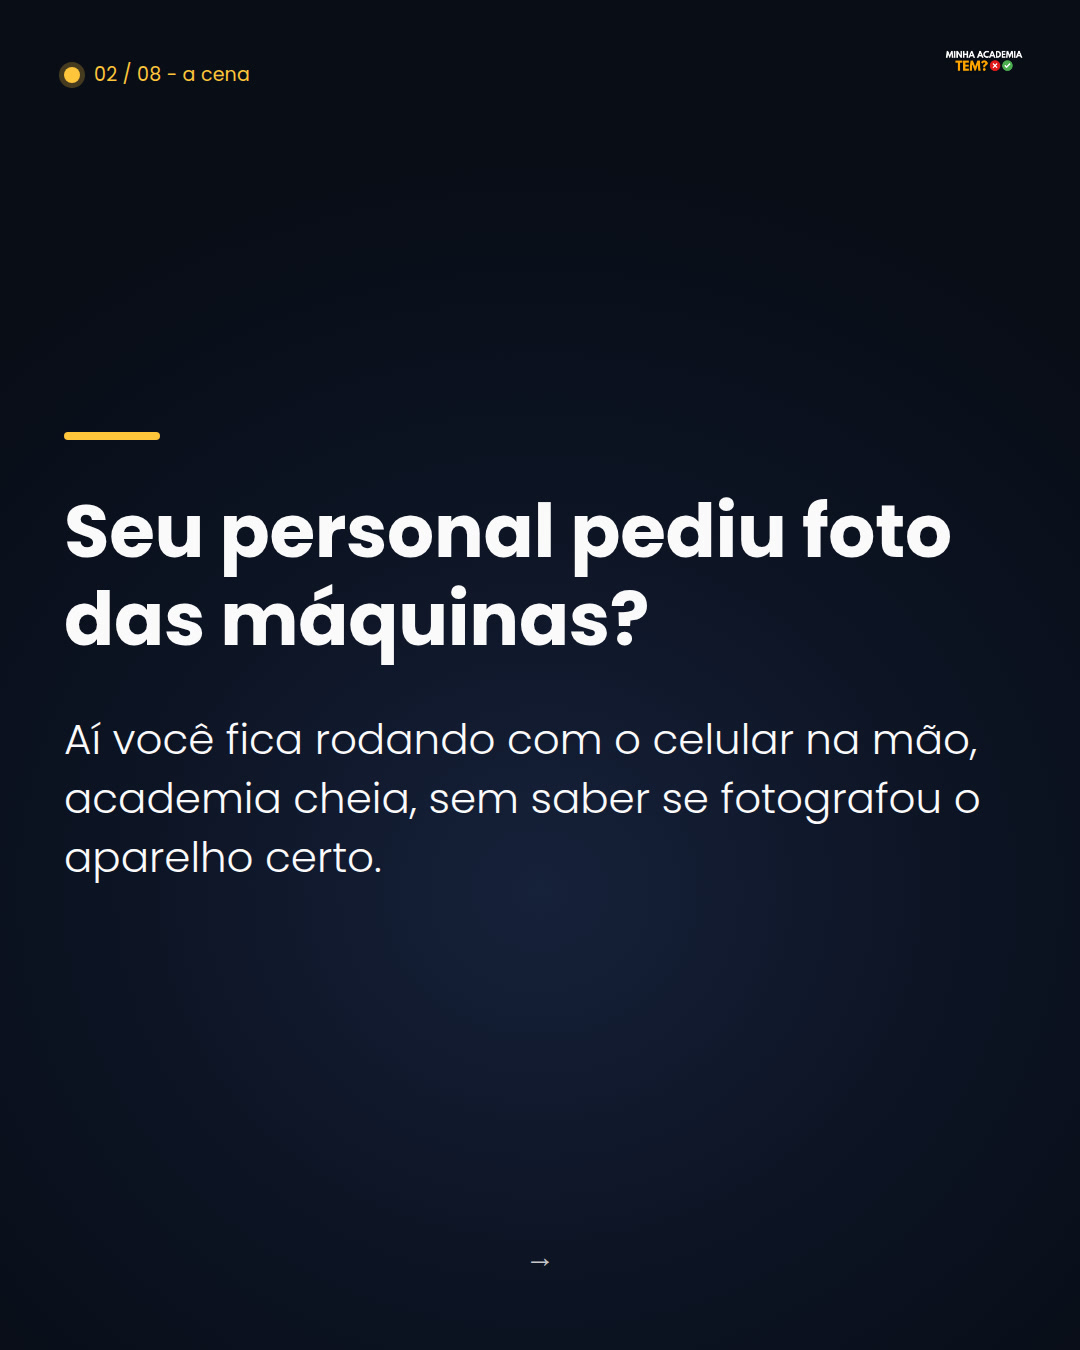 02 / 08 - a cena
MINHA ACADEMIA
TEM?
Seu personal pediu foto
das máquinas?
Aí você fica rodando com o celular na mão,
academia cheia, sem saber se fotografou o
aparelho certo.
→